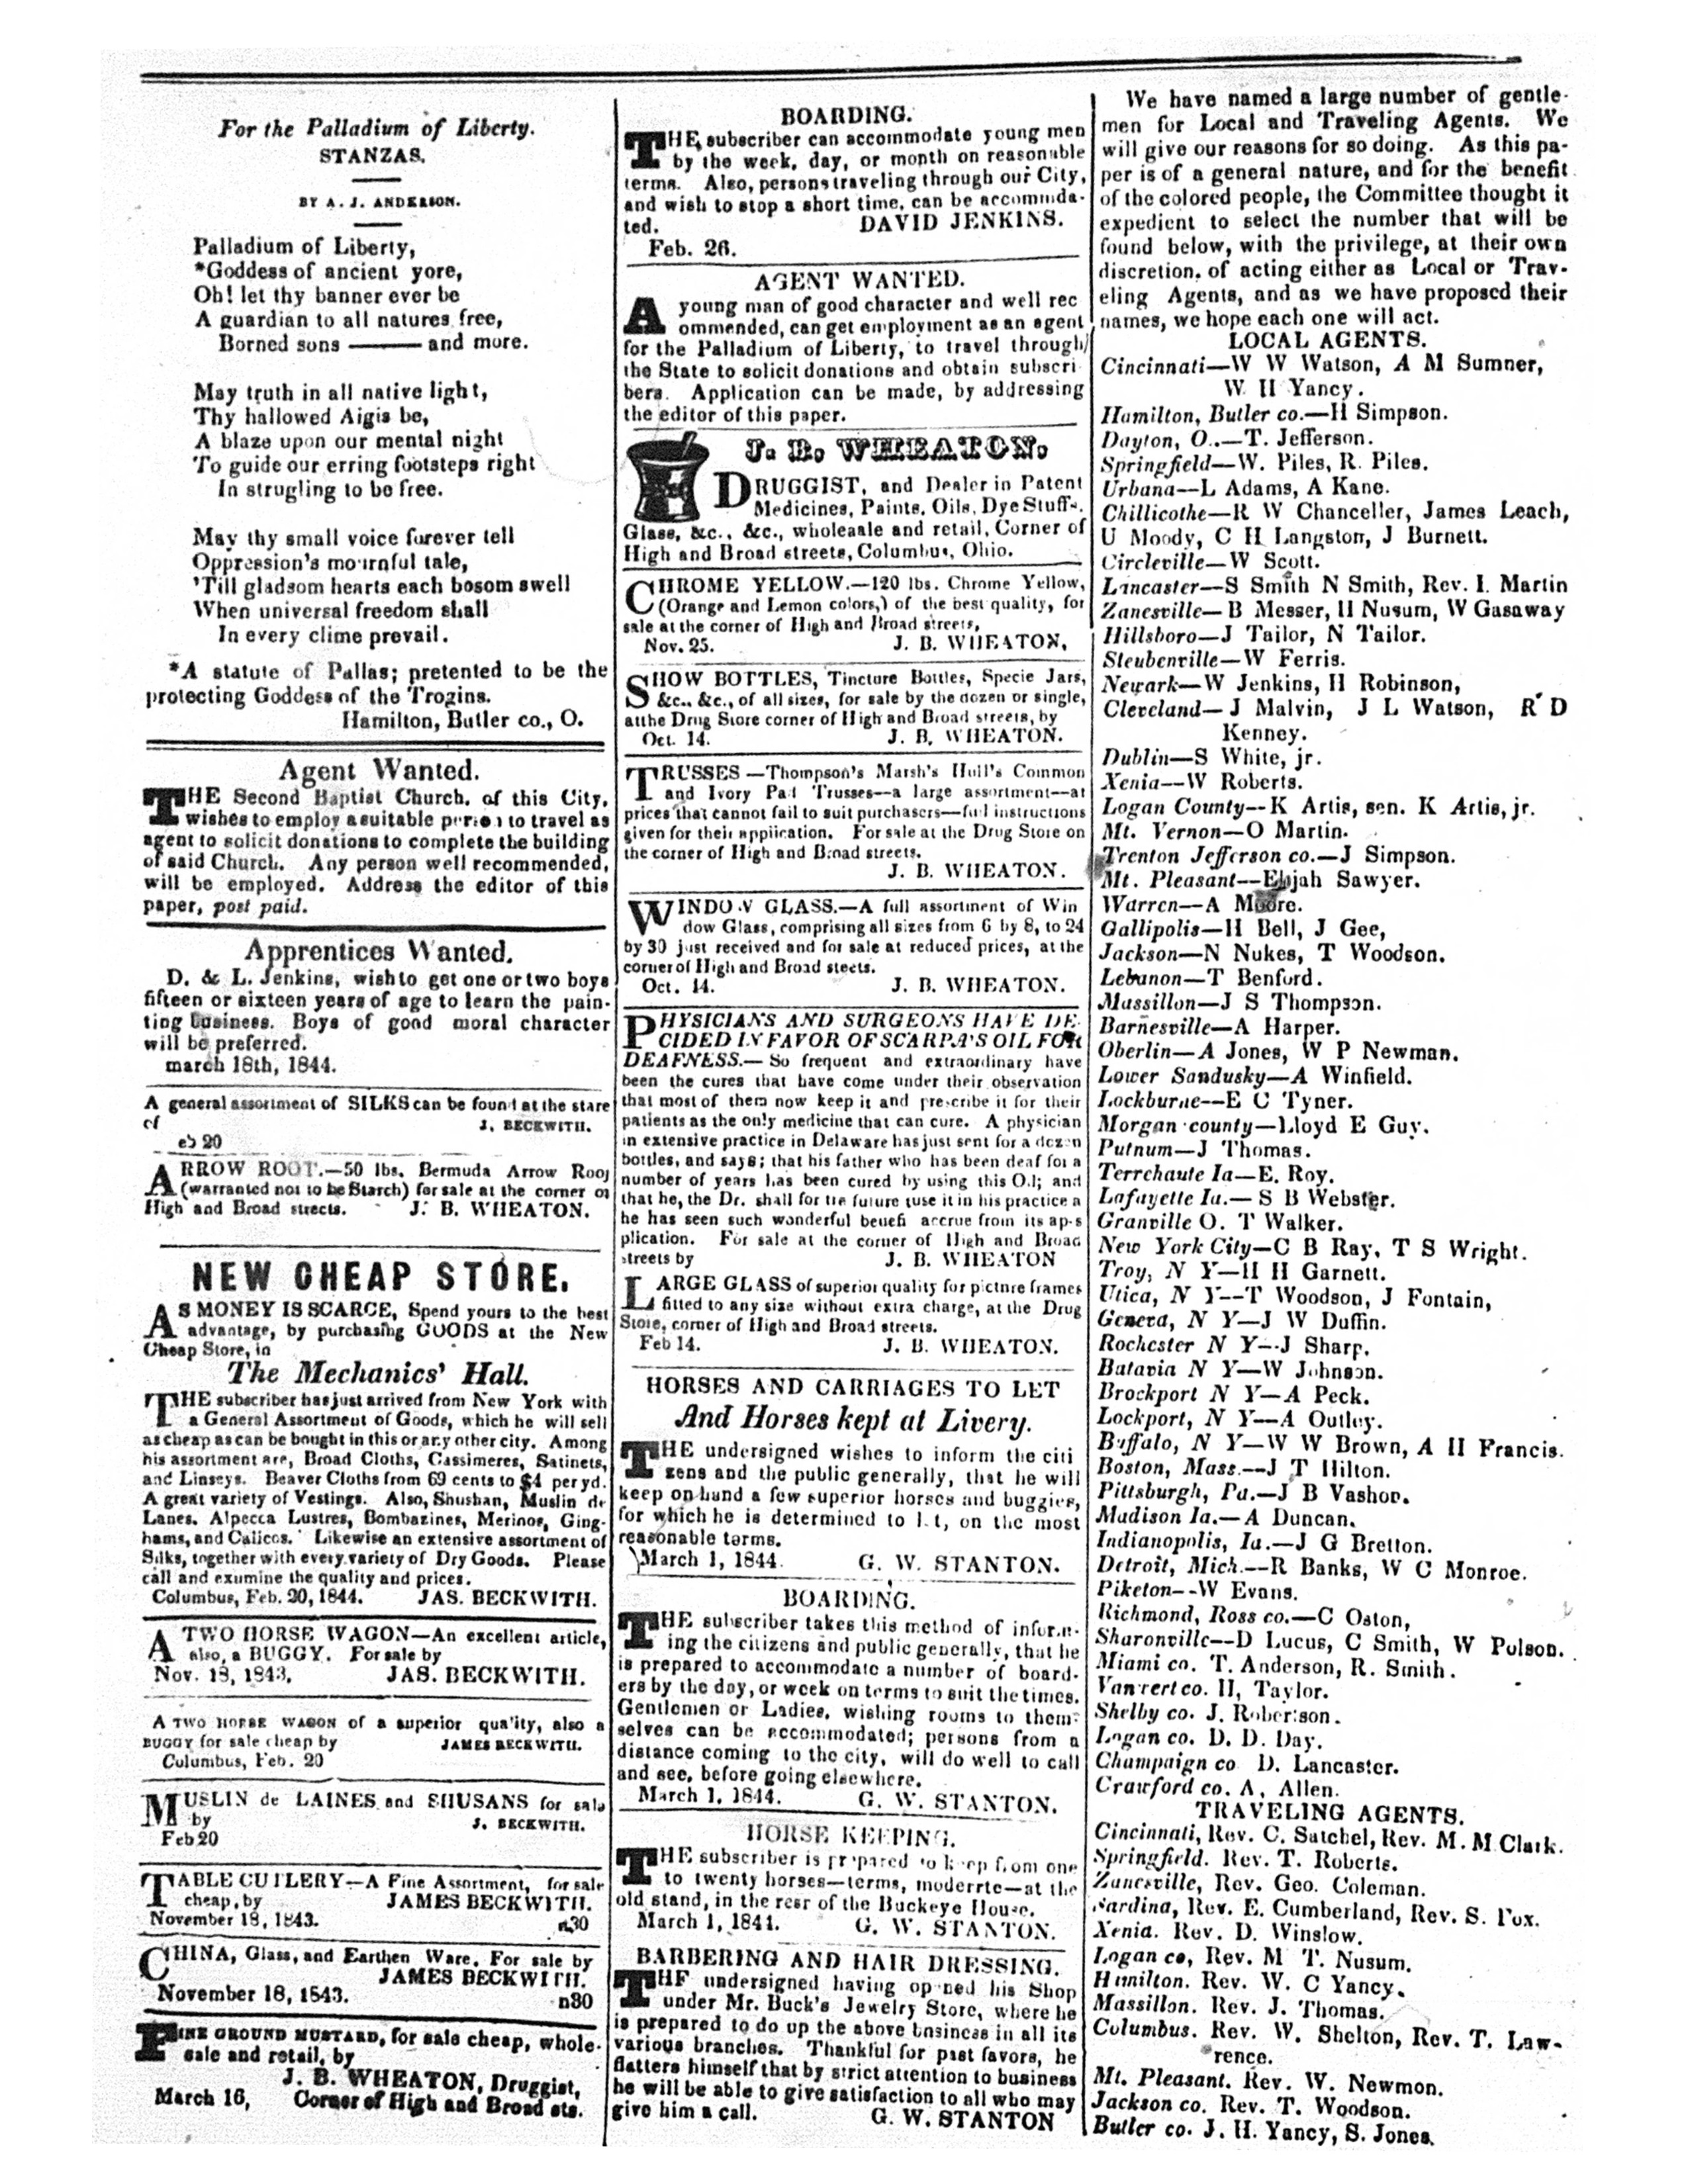 For the Palladium of Liberty.
STANZAS.
BY A. J. ANDERSON.
Palladium of Liberty,
*Goddess of ancient yore,
Oh! let thy banner ever be
A guardian to all natures free,
Borned sons ——— and more.
May truth in all native light,
Thy hallowed Aigis be,
A blaze upon our mental night
To guide our erring footsteps right
In strugling to be free.
May thy small voice forever tell
Oppression's mournful tale,
'Till gladsom hearts each bosom swell
When universal freedom shall
In every clime prevail.
*A statute of Pallas; pretented to be the
protecting Goddess of the Trogins.
Hamilton, Butler co., O.
Agent Wanted.
THE Second Baptist Church, of this City,
wishes to employ a suitable person to travel as
agent to solicit donations to complete the building
of said Church. Any person well recommended,
will be employed. Address the editor of this
paper, post paid.
Apprentices Wanted.
D. & L. Jenkins, wish to get one or two boys
fifteen or sixteen years of age to learn the pain-
ting business. Boys of good moral character
will be preferred.
march 18th, 1844.
A general assortment of SILKS can be found at the stare
of J. BECKWITH.
eb 20
ARROW ROOT.—50 lbs. Bermuda Arrow Roo
(warranted not to be Starch) for sale at the corner of
High and Broad streets. J. B. WHEATON.
NEW CHEAP STORE.
AS MONEY IS SCARCE, Spend yours to the best
advantage, by purchasing GOODS at the New
Cheap Store, in
The Mechanics' Hall.
THE subscriber has just arrived from New York with
a General Assortment of Goods, which he will sell
as cheap as can be bought in this or any other city. Among
his assortment are, Broad Cloths, Cassimeres, Satinets,
and Linseys. Beaver Cloths from 69 cents to $4 per yd.
A great variety of Vestings. Also, Shushan, Muslin de
Lanes, Alpecca Lustres, Bombazines, Merinos, Ging-
hams, and Calicos. Likewise an extensive assortment of
Silks, together with every variety of Dry Goods. Please
call and examine the quality and prices.
Columbus, Feb. 20, 1844. JAS. BECKWITH.
A TWO HORSE WAGON—An excellent article,
also, a BUGGY. For sale by
Nov. 18, 1843. JAS. BECKWITH.
A TWO HORSE WAGON of a superior quality, also a
BUGGY for sale cheap by JAMES BECKWITH.
Columbus, Feb. 20
MUSLIN de LAINES and SHUSANS for sale
by J. BECKWITH.
Feb 20
TABLE CUTLERY—A Fine Assortment, for sale
cheap, by JAMES BECKWITH.
November 18, 1843. n30
CHINA, Glass, and Earthen Ware. For sale by
JAMES BECKWITH.
November 18, 1843. n30
FINE GROUND MUSTARD, for sale cheap, whole-
sale and retail, by
J. B. WHEATON, Druggist,
March 16, Corner of High and Broad sts.
BOARDING.
THE subscriber can accommodate young men
by the week, day, or month on reasonable
terms. Also, persons traveling through our City,
and wish to stop a short time, can be accommda-
ted. DAVID JENKINS.
Feb. 26.
AGENT WANTED.
A young man of good character and well rec
ommended, can get employment as an agent
for the Palladium of Liberty, to travel through
the State to solicit donations and obtain subscri
bers. Application can be made, by addressing
the editor of this paper.
J. B. WHEATON.
DRUGGIST, and Dealer in Patent
Medicines, Paints, Oils, Dye Stuffs,
Glass, &c., &c., wholesale and retail, Corner of
High and Broad streets, Columbus, Ohio.
CHROME YELLOW.—120 lbs. Chrome Yellow,
(Orange and Lemon colors,) of the best quality, for
sale at the corner of High and Broad streets,
Nov. 25. J. B. WHEATON,
SHOW BOTTLES, Tincture Bottles, Specie Jars,
&c., &c., of all sizes, for sale by the dozen or single,
atthe Drug Store corner of High and Broad streets, by
Oct. 14. J. B. WHEATON.
TRUSSES —Thompson's Marsh's Hull's Common
and Ivory Pad Trusses—a large assortment—at
prices that cannot fail to suit purchasers—full instructions
given for their appiication. For sale at the Drug Store on
the corner of High and Broad streets.
J. B. WHEATON.
WINDOW GLASS.—A full assortment of Win
dow Glass, comprising all sizes from 6 by 8, to 24
by 30 just received and for sale at reduced prices, at the
corner of High and Broad steets.
Oct. 14. J. B. WHEATON.
PHYSICIANS AND SURGEONS HAVE DE-
CIDED IN FAVOR OF SCARPA'S OIL FOR
DEAFNESS.— So frequent and extraordinary have
been the cures that have come under their observation
that most of them now keep it and prescribe it for their
patients as the only medicine that can cure. A physician
in extensive practice in Delaware has just sent for a dozen
bottles, and says; that his father who has been deaf for a
number of years has been cured by using this Oil; and
that he, the Dr. shall for the future tuse it in his practice a
he has seen such wonderful benefi accrue from its ap-s
plication. For sale at the corner of High and Broad
streets by J. B. WHEATON
LARGE GLASS of superior quality for picture frames
fitted to any size without extra charge, at the Drug
Store, corner of High and Broad streets.
Feb 14. J. B. WHEATON.
HORSES AND CARRIAGES TO LET
And Horses kept at Livery.
THE undersigned wishes to inform the citi
zens and the public generally, that he will
keep on hand a few superior horses and buggies,
for which he is determined to let, on the most
reasonable terms.
March 1, 1844. G. W. STANTON.
BOARDING.
THE subscriber takes this method of inform-
ing the citizens and public generally, that he
is prepared to accommodate a number of board-
ers by the day, or week on terms to suit the times.
Gentlemen or Ladies, wishing rooms to them-
selves can be accommodated; persons from a
distance coming to the city, will do well to call
and see, before going elsewhere.
March 1, 1844. G. W. STANTON.
HORSE KEEPING.
THE subscriber is prepared to keep from one
to twenty horses—terms, moderrte—at the
old stand, in the rear of the Buckeye House.
March 1, 1844. G. W. STANTON.
BARBERING AND HAIR DRESSING.
THE undersigned having opened his Shop
under Mr. Buck's Jewelry Store, where he
is prepared to do up the above business in all its
various branches. Thankful for past favors, he
flatters himself that by strict attention to business
he will be able to give satisfaction to all who may
give him a call. G. W. STANTON
We have named a large number of gentle-
men for Local and Traveling Agents. We
will give our reasons for so doing. As this pa-
per is of a general nature, and for the benefit
of the colored people, the Committee thought it
expedient to select the number that will be
found below, with the privilege, at their own
discretion, of acting either as Local or Trav-
eling Agents, and as we have proposed their
names, we hope each one will act.
LOCAL AGENTS.
Cincinnati—W W Watson, A M Sumner,
W. H Yancy.
Hamilton, Butler co.—H Simpson.
Dayton, O..—T. Jefferson.
Springfield—W. Piles, R. Piles.
Urbana--L Adams, A Kane.
Chillicothe—R W Chanceller, James Leach,
U Moody, C H Langston, J Burnett.
Circleville—W Scott.
Lancaster—S Smith N Smith, Rev. I. Martin
Zanesville—B Messer, H Nusum, W Gasaway
Hillsboro—J Tailor, N Tailor.
Steubenville—W Ferris.
Newark—W Jenkins, H Robinson,
Cleveland—J Malvin, J L Watson, R D
Kenney.
Dublin—S White, jr.
Xenia—W Roberts.
Logan County--K Artis, sen. K Artis, jr.
Mt. Vernon—O Martin.
Trenton Jefferson co.—J Simpson.
Mt. Pleasant—Elijah Sawyer.
Warren—A Moore.
Gallipolis—H Bell, J Gee,
Jackson—N Nukes, T Woodson.
Lebanon—T Benford.
Massillon—J S Thompson.
Barnesville—A Harper.
Oberlin—A Jones, W P Newman.
Lower Sandusky—A Winfield.
Lockburne--E C Tyner.
Morgan county—Lloyd E Guy.
Putnum—J Thomas.
Terrehaute Ia—E. Roy.
Lafayette Ia.— S B Webster.
Granville O. T Walker.
New York City—C B Ray, T S Wright.
Troy, N Y—H H Garnett.
Utica, N Y--T Woodson, J Fontain,
Geneva, N Y—J W Duffin.
Rochester N Y—J Sharp.
Batavia N Y—W Johnson.
Brockport N Y—A Peck.
Lockport, N Y—A Outley.
Buffalo, N Y—W W Brown, A H Francis.
Boston, Mass.--J T Hilton.
Pittsburgh, Pa.—J B Vashon.
Madison Ia.—A Duncan.
Indianopolis, Ia.—J G Bretton.
Detroit, Mich.—R Banks, W C Monroe.
Piketon--W Evans.
Richmond, Ross co.—C Oston,
Sharonville--D Lucus, C Smith, W Polson.
Miami co. T. Anderson, R. Smith.
Vanvert co. H, Taylor.
Shelby co. J. Robertson.
Logan co. D. D. Day.
Champaign co D. Lancaster.
Crawford co. A, Allen.
TRAVELING AGENTS.
Cincinnati, Rev. C. Satchel, Rev. M. M Clark.
Springfield. Rev. T. Roberts.
Zanesville, Rev. Geo. Coleman.
Sardina, Rev. E. Cumberland, Rev. S. Fox.
Xenia. Rev. D. Winslow.
Logan co, Rev. M T. Nusum.
Hamilton. Rev. W. C Yancy.
Massillon. Rev. J. Thomas.
Columbus. Rev. W. Shelton, Rev. T. Law-
rence.
Mt. Pleasant. Rev. W. Newmon.
Jackson co. Rev. T. Woodson.
Butler co. J. H. Yancy, S. Jones.